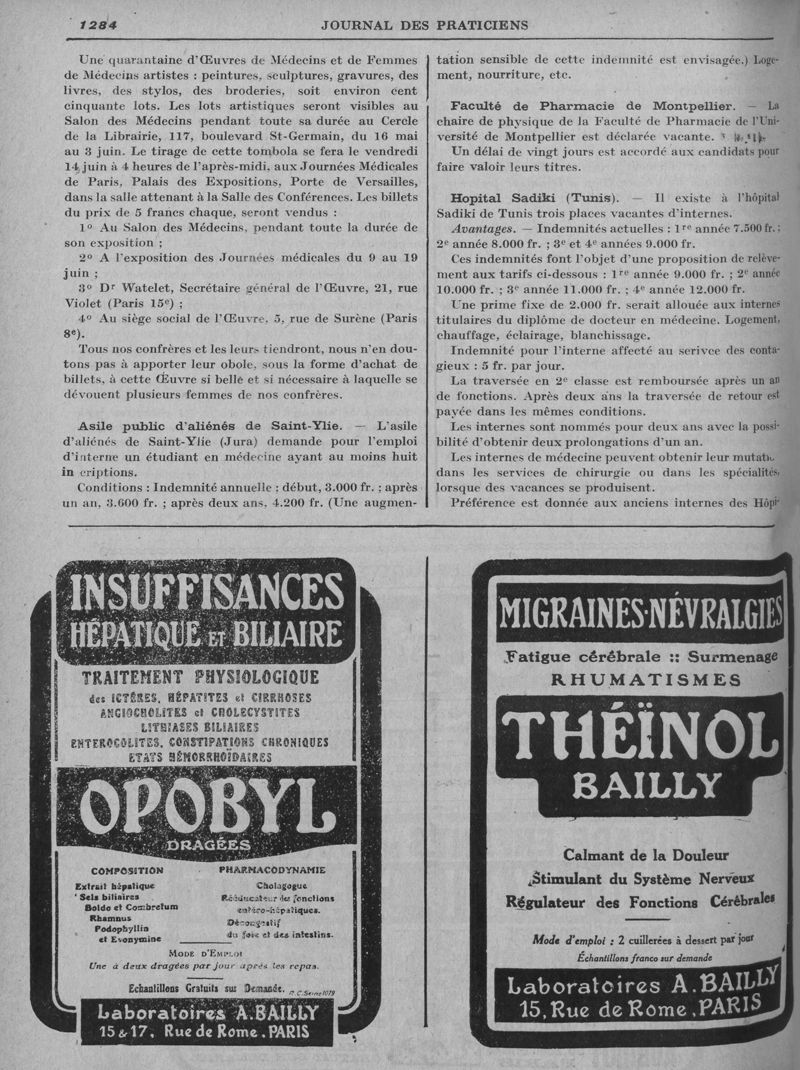 1284
JOURNAL DES PRATICIENS
Une quarantaine d'Œuvres de Médecins et de Femmes
de Médecins artistes : peintures, sculptures, gravures, des
livres, des stylos, des broderies, soit environ cent
cinquante lots. Les lots artistiques seront visibles au
Salon des Médecins pendant toute sa durée au Cercle
de la Librairie, 117, boulevard St-Germain, du 16 mai
au 3 juin. Le tirage de cette tombola se fera le vendredi
14 juin à 4 heures de l'après-midi, aux Journées Médicales
de Paris, Palais des Expositions, Porte de Versailles,
dans la salle attenant à la Salle des Conférences. Les billets
du prix de 5 francs chaque, seront vendus :
1º Au Salon des Médecins, pendant toute la durée de
son exposition ;
2º A l'exposition des Journées médicales du 9 au 19
juin ;
3º Dr Watelet, Secrétaire général de l'Œuvre, 21, rue
Violet (Paris 15e) ;
4º Au siège social de l'Œuvre, 5, rue de Surène (Paris
8e).
Tous nos confrères et les leurs tiendront, nous n'en dou-
tons pas à apporter leur obole, sous la forme d'achat de
billets, à cette Œuvre si belle et si nécessaire à laquelle se
dévouent plusieurs femmes de nos confrères.
Asile public d'aliénés de Saint-Ylie. — L'asile
d'aliénés de Saint-Ylie (Jura) demande pour l'emploi
d'interne un étudiant en médecine ayant au moins huit
in criptions.
Conditions : Indemnité annuelle : début, 3.000 fr. ; après
un an, 3.600 fr. ; après deux ans, 4.200 fr. (Une augmen-
tation sensible de cette indemnité est envisagée.) Loge-
ment, nourriture, etc.
Faculté de Pharmacie de Montpellier. — La
chaire de physique de la Faculté de Pharmacie de l'Uni-
versité de Montpellier est déclarée vacante.
Un délai de vingt jours est accordé aux candidats pour
faire valoir leurs titres.
Hopital Sadiki (Tunis). — Il existe à l'hôpital
Sadiki de Tunis trois places vacantes d'internes.
Avantages. — Indemnités actuelles : 1re année 7.500 fr. ;
2e année 8.000 fr. ; 3e et 4e années 9.000 fr.
Ces indemnités font l'objet d'une proposition de relève-
ment aux tarifs ci-dessous : 1re année 9.000 fr. ; 2e année
10.000 fr. ; 3e année 11.000 fr. ; 4e année 12.000 fr.
Une prime fixe de 2.000 fr. serait allouée aux internes
titulaires du diplôme de docteur en médecine. Logement,
chauffage, éclairage, blanchissage.
Indemnité pour l'interne affecté au serivce des conta-
gieux : 5 fr. par jour.
La traversée en 2e classe est remboursée après un an
de fonctions. Après deux ans la traversée de retour est
payée dans les mêmes conditions.
Les internes sont nommés pour deux ans avec la possi-
bilité d'obtenir deux prolongations d'un an.
Les internes de médecine peuvent obtenir leur mutatio
dans les services de chirurgie ou dans les spécialités,
lorsque des vacances se produisent.
Préférence est donnée aux anciens internes des Hôpi-
INSUFFISANCES
HÉPATIQUE ET BILIAIRE
TRAITEMENT PHYSIOLOGIQUE
des ICTÈRES, HÉPATITES et CIRRHOSES
ANGIOCHOLITES et CHOLECYSTITES
LITHIASES BILIAIRES
ENTEROCOLITES, CONSTIPATIONS CHRONIQUES
ETATS HÉMORRHOÏDAIRES
OPOBYL
DRAGÉES
COMPOSITION
Extrait hépatique
Sels biliaires
Boldo et Combretum
Rhamnus
Podophyllin
et Evonymine
PHARMACODYNAMIE
Cholagogue
Rééducateur des fonctions
entéro-hépatiques.
Décongestif
du foie et des intestins.
MODE D'EMPLOI
Une à deux dragées par jour après les repas.
Echantillons Gratuits sur Demande. R.C. Seine 1079
Laboratoires A. BAILLY
15 & 17, Rue de Rome, PARIS
MIGRAINES-NÉVRALGIES
Fatigue cérébrale :: Surmenage
RHUMATISMES
THÉÏNOL
BAILLY
Calmant de la Douleur
Stimulant du Système Nerveux
Régulateur des Fonctions Cérébrales
Mode d'emploi : 2 cuillerées à dessert par jour
Échantillons franco sur demande
Laboratoires A. BAILLY
15, Rue de Rome, PARIS